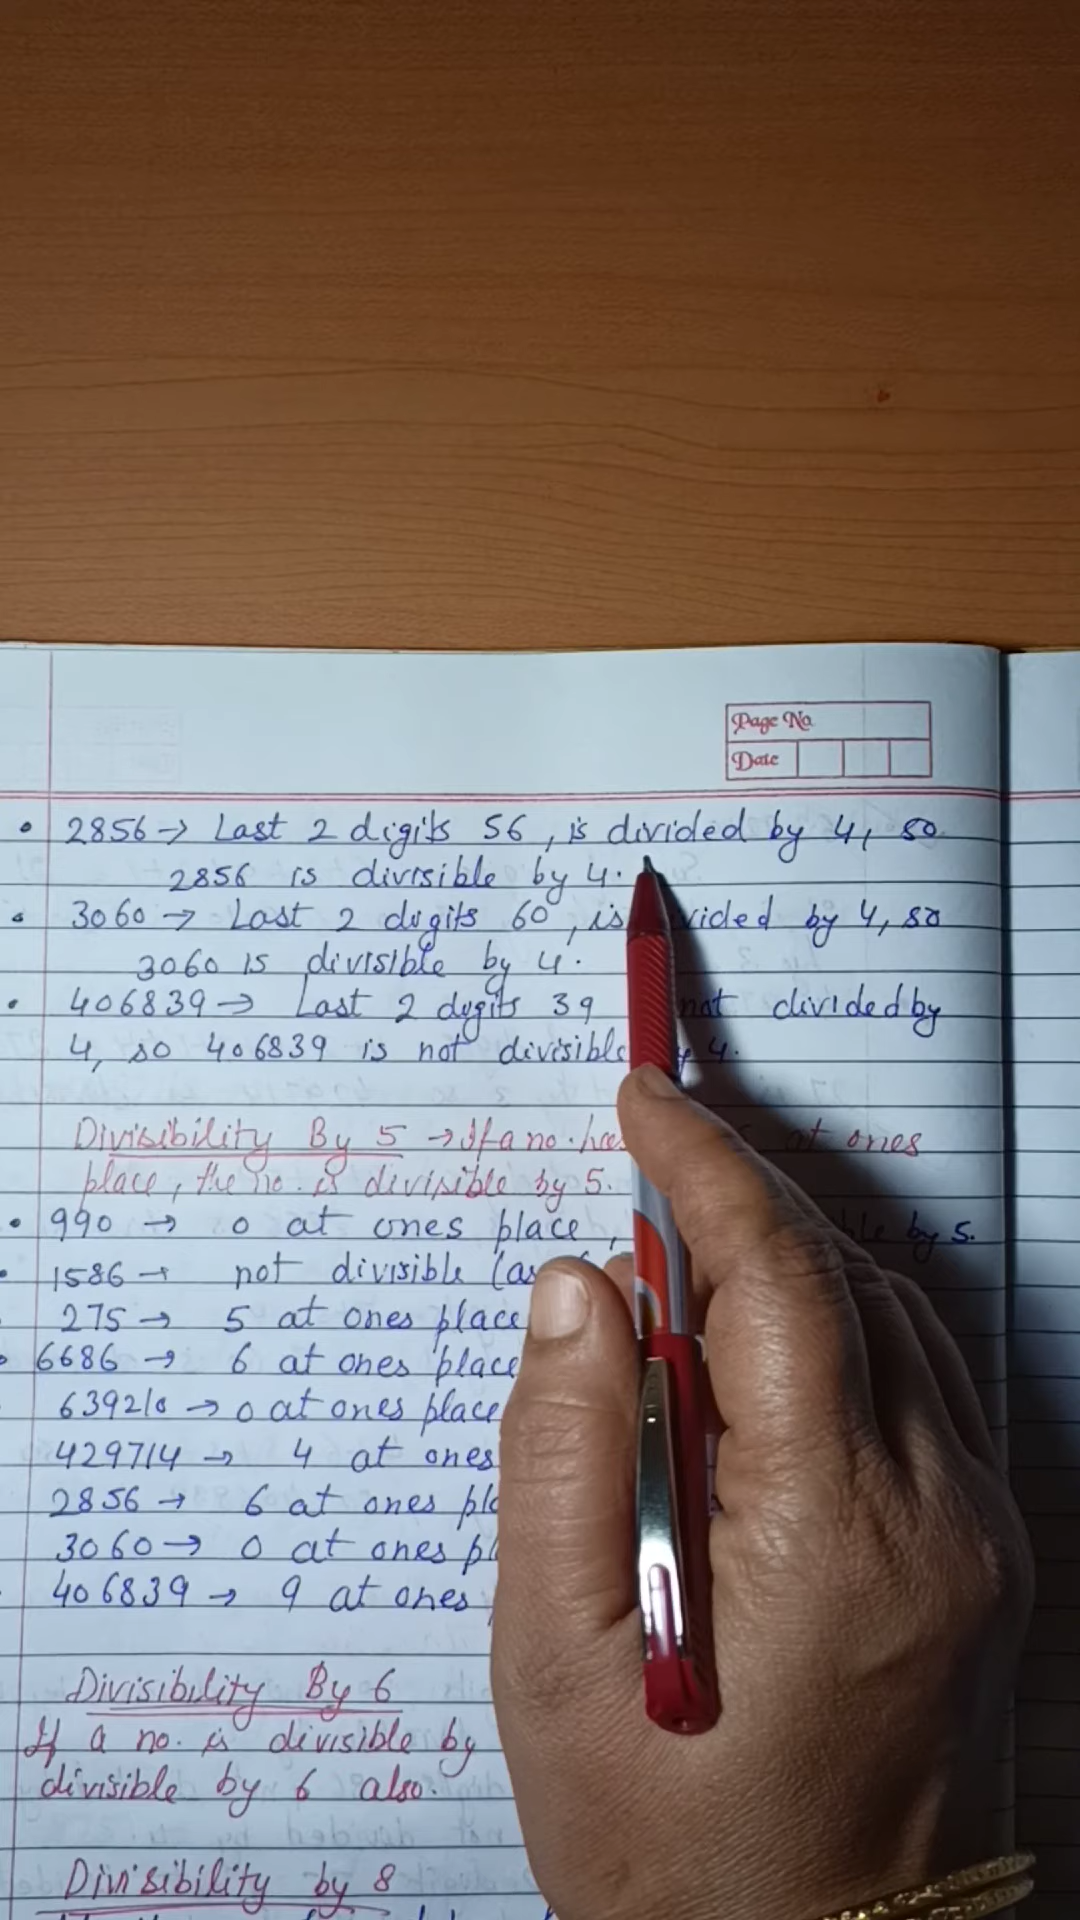 Page No.
Date
• 2856 → Last 2 digits 56, is divided by 4, so
2856 is divisible by 4.
• 3060 → Last 2 digits 60, is divided by 4, so
3060 is divisible by 4.
• 406839 → Last 2 digits 39 not divided by
4, so 406839 is not divisible 4.
Divisibility By 5 → If a no. has at ones
place, the no. is divisible by 5.
• 990 → 0 at ones place, by 5.
1586 → not divisible (as
275 → 5 at ones place
6686 → 6 at ones place
639210 → 0 at ones place
429714 → 4 at ones
2856 → 6 at ones
3060 → 0 at ones
406839 → 9 at ones
Divisibility By 6
If a no. is divisible by
divisible by 6 also.
Divisibility by 8